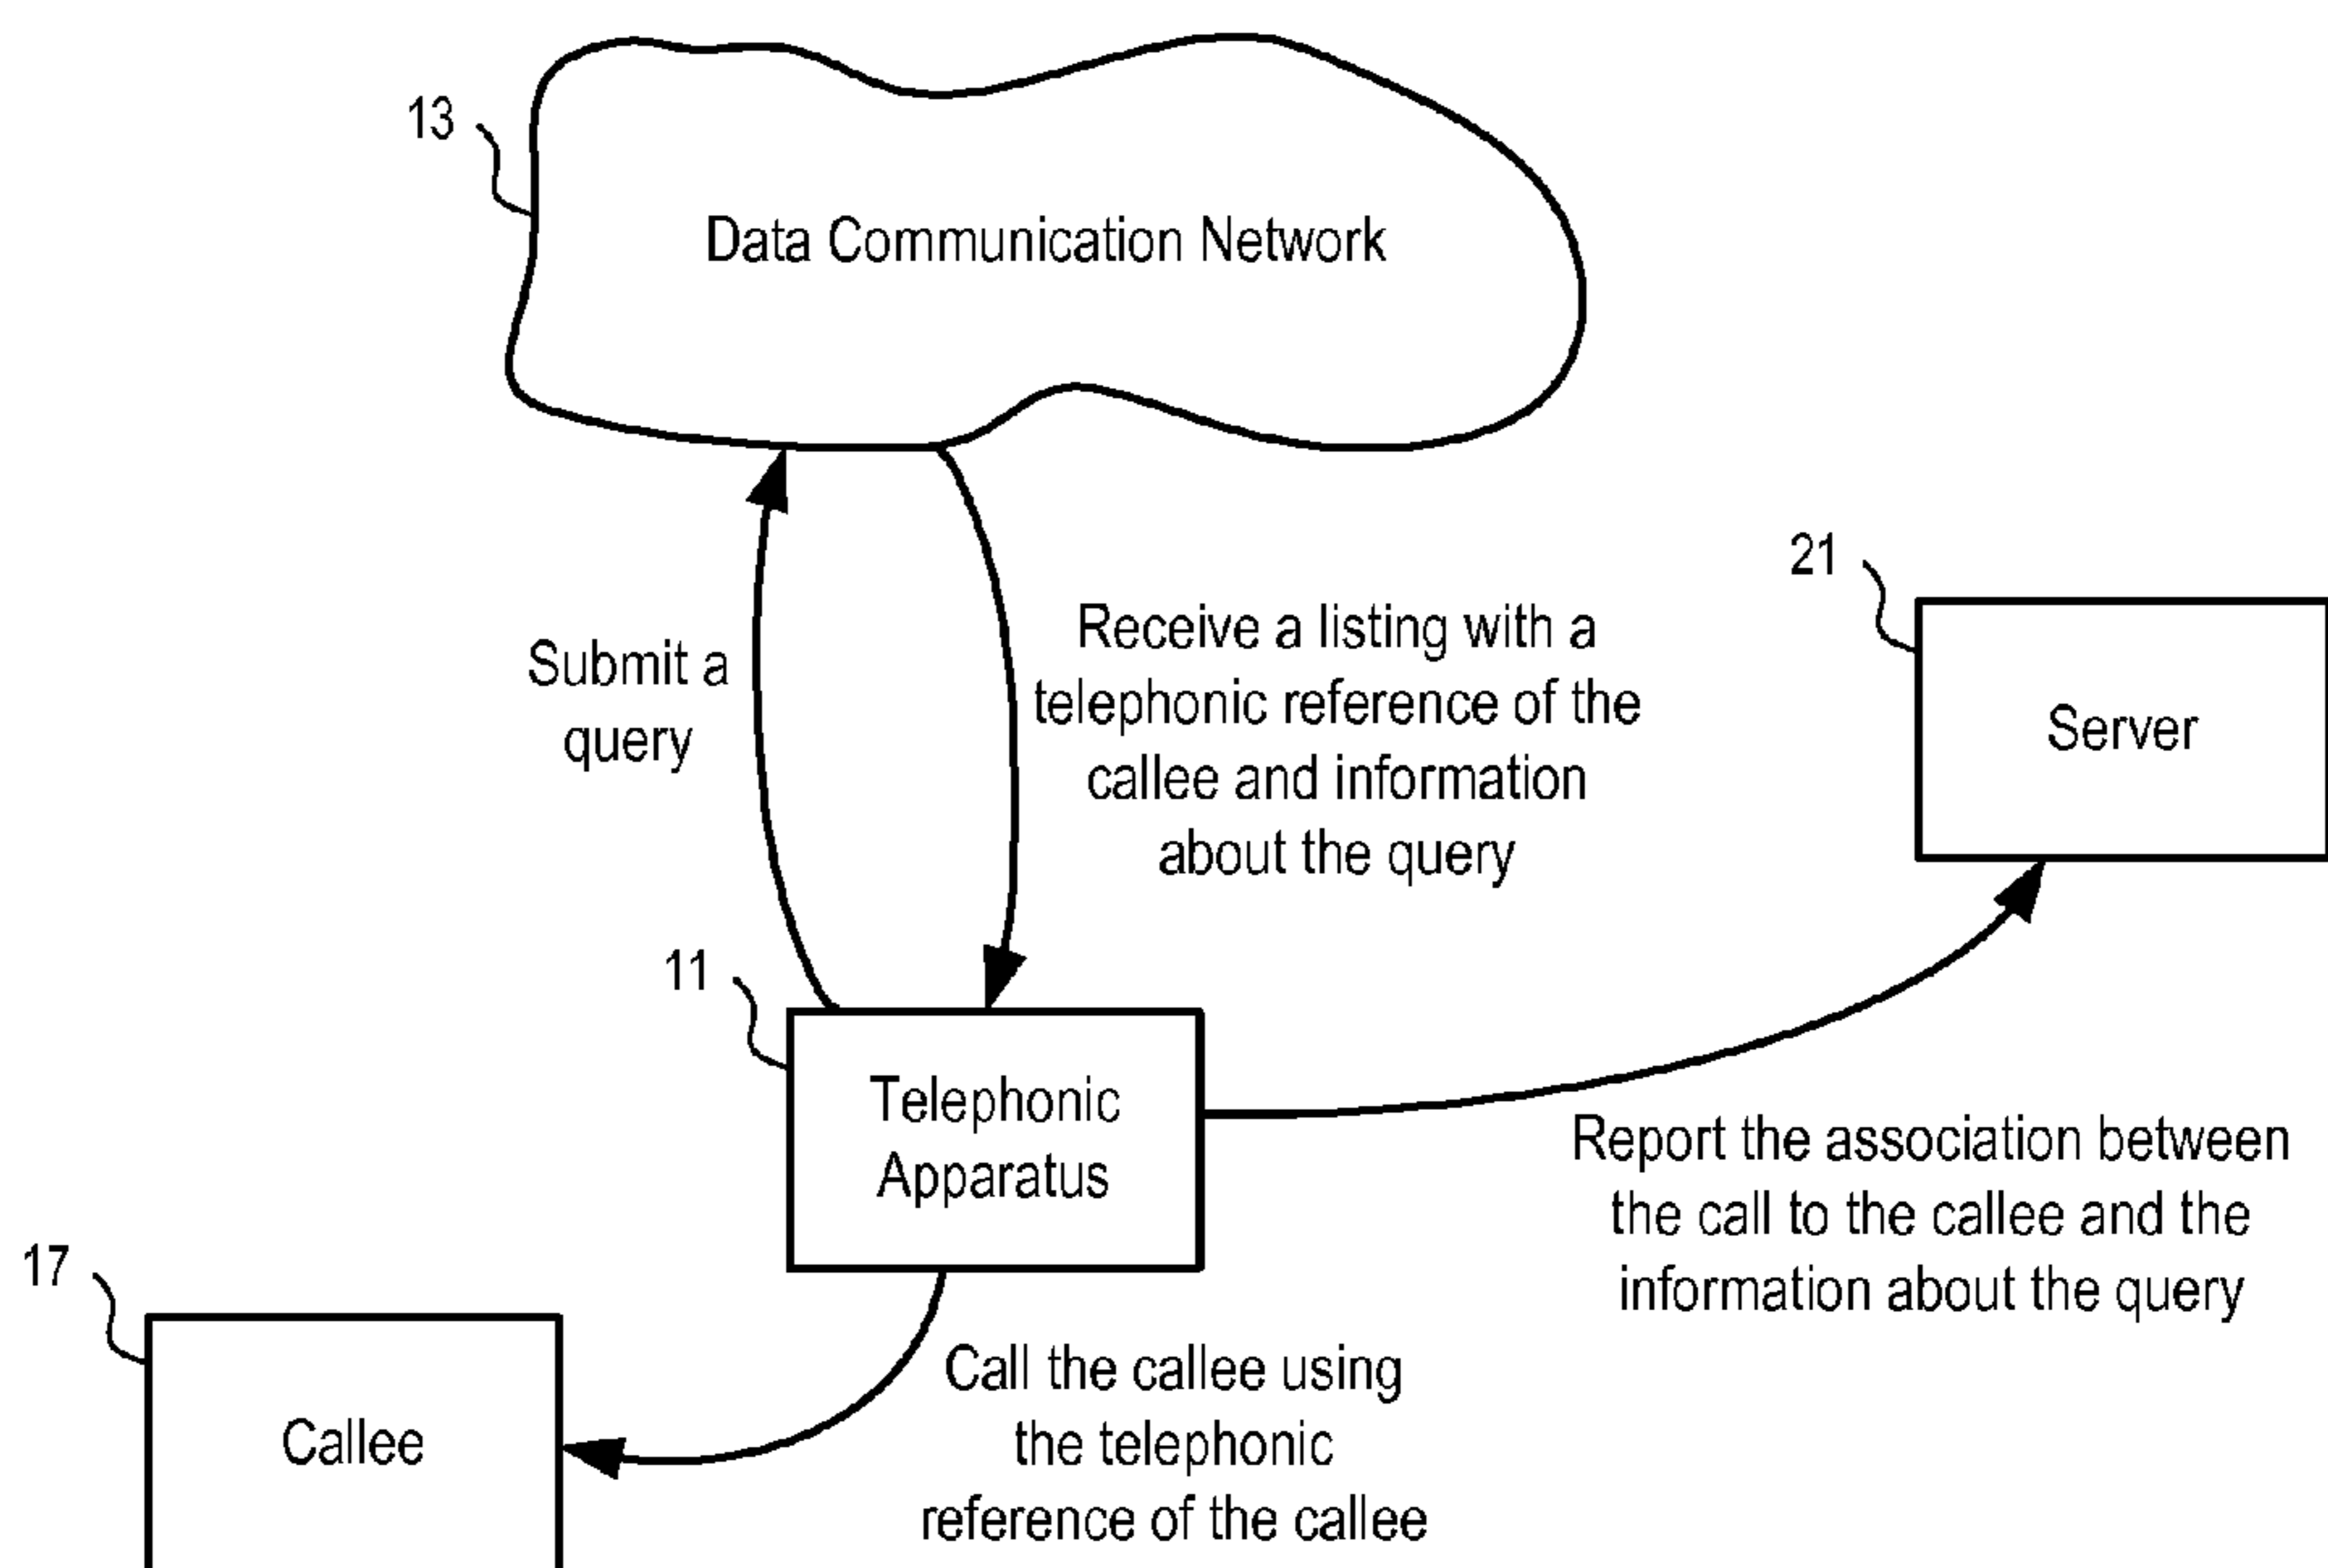 13
Data Communication Network
21
Submit a
query
Receive a listing with a
telephonic reference of the
callee and information
about the query
Server
11
Telephonic
Apparatus
Report the association between
the call to the callee and the
information about the query
17
Callee
Call the callee using
the telephonic
reference of the callee